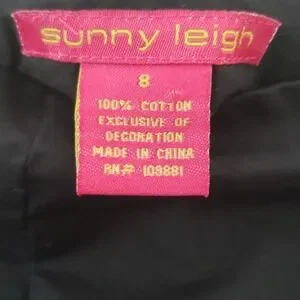 sunny leigh
8
100% COTTON
EXCLUSIVE OF
DECORATION
MADE IN CHINA
RN# 109881